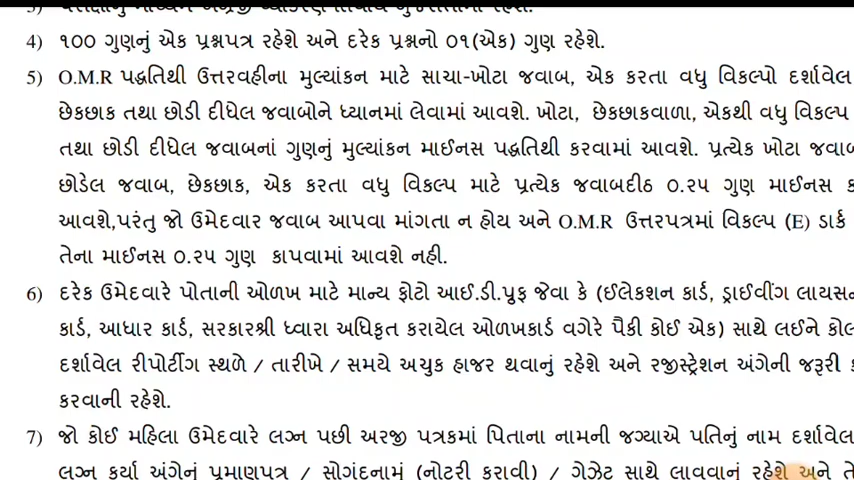 4) ૧૦૦ ગુણનું એક પ્રશ્નપત્ર રહેશે અને દરેક પ્રશ્નનો ૦૧(એક) ગુણ રહેશે.
5) O.M.R પદ્ધતિથી ઉત્તરવહીના મુલ્યાંકન માટે સાચા-ખોટા જવાબ, એક કરતા વધુ વિકલ્પો દર્શાવેલ
છેકછાક તથા છોડી દીધેલ જવાબોને ધ્યાનમાં લેવામાં આવશે. ખોટા, છેકછાકવાળા, એકથી વધુ વિકલ્પ
તથા છોડી દીધેલ જવાબનાં ગુણનું મુલ્યાંકન માઈનસ પદ્ધતિથી કરવામાં આવશે. પ્રત્યેક ખોટા
છોડેલ જવાબ, છેકછાક, એક કરતા વધુ વિકલ્પ માટે પ્રત્યેક જવાબદીઠ ૦.૨૫ ગુણ માઈનસ
આવશે,પરંતુ જો ઉમેદવાર જવાબ આપવા માંગતા ન હોય અને O.M.R ઉત્તરપત્રમાં વિકલ્પ (E) ડાર્ક
તેના માઈનસ ૦.૨૫ ગુણ કાપવામાં આવશે નહી.
6) દરેક ઉમેદવારે પોતાની ઓળખ માટે માન્ય ફોટો આઈ.ડી.પ્રુફ જેવા કે (ઈલેકશન કાર્ડ, ડ્રાઈવીંગ
કાર્ડ, આધાર કાર્ડ, સરકારશ્રી ધ્વારા અધિકૃત કરાયેલ ઓળખકાર્ડ વગેરે પૈકી કોઈ એક) સાથે લઈને
દર્શાવેલ રીપોર્ટીંગ સ્થળે / તારીખે / સમયે અચુક હાજર થવાનું રહેશે અને રજીસ્ટ્રેશન અંગેની જરૂરી
કરવાની રહેશે.
7) જો કોઈ મહિલા ઉમેદવારે લગ્ન પછી અરજી પત્રકમાં પિતાના નામની જગ્યાએ પતિનું નામ દર્શાવેલ
લગ્ન કર્યા અંગેનું પ્રમાણપત્ર / સોગંદનામું (નોટરી કરાવી) / ગેઝેટ સાથે લાવવાનું રહેશે અને